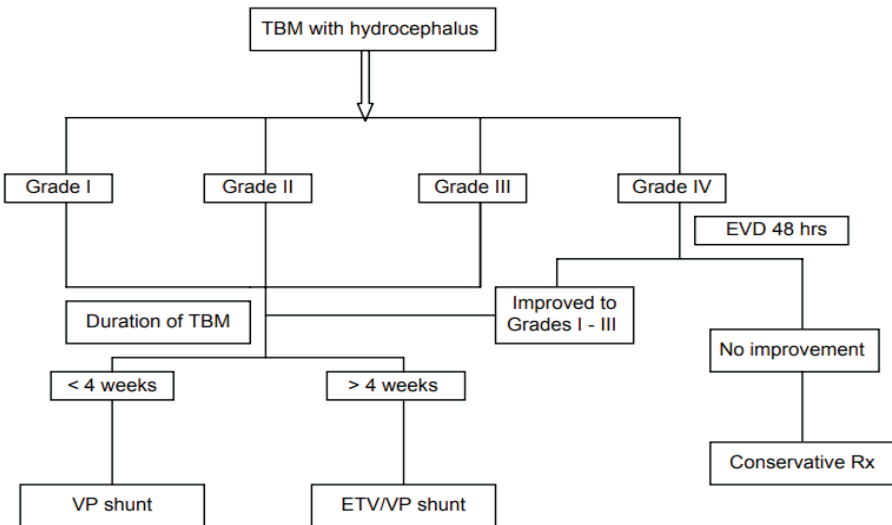 TBM with hydrocephalus
Grade I
Grade II
Grade III
Grade IV
EVD 48 hrs
Duration of TBM
Improved to
Grades I - III
No improvement
< 4 weeks
> 4 weeks
Conservative Rx
VP shunt
ETV/VP shunt